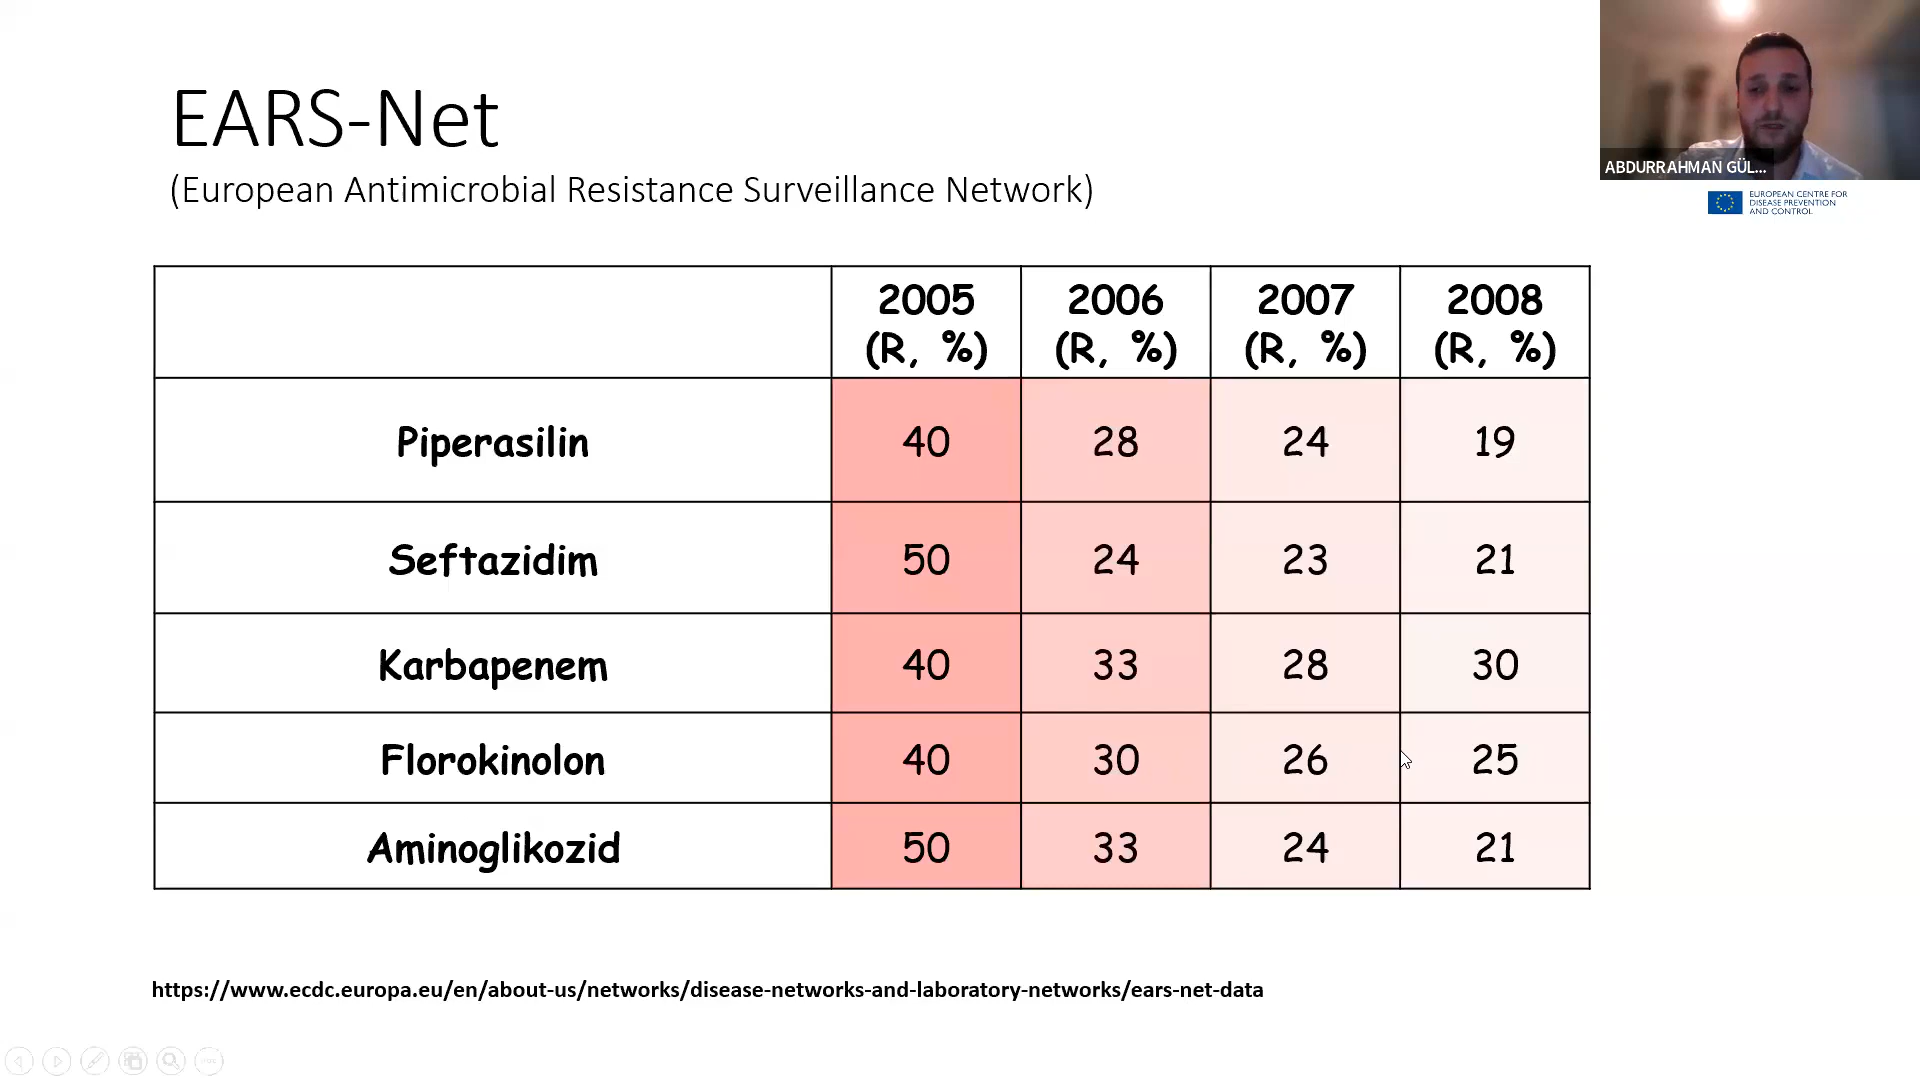 EARS-Net
(European Antimicrobial Resistance Surveillance Network)
ABDURRAHMAN GÜL...
EUROPEAN CENTRE FOR
DISEASE PREVENTION
AND CONTROL
2005 2006 2007 2008
(R, %) (R, %) (R, %) (R, %)
Piperasilin 40 28 24 19
Seftazidim 50 24 23 21
Karbapenem 40 33 28 30
Florokinolon 40 30 26 25
Aminoglikozid 50 33 24 21
https://www.ecdc.europa.eu/en/about-us/networks/disease-networks-and-laboratory-networks/ears-net-data